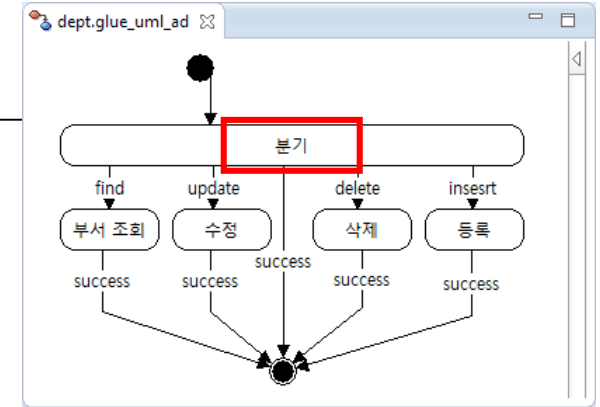 dept.glue_uml_ad
분기
find update delete insesrt
부서 조회 수정 삭제 등록
success
success success success success